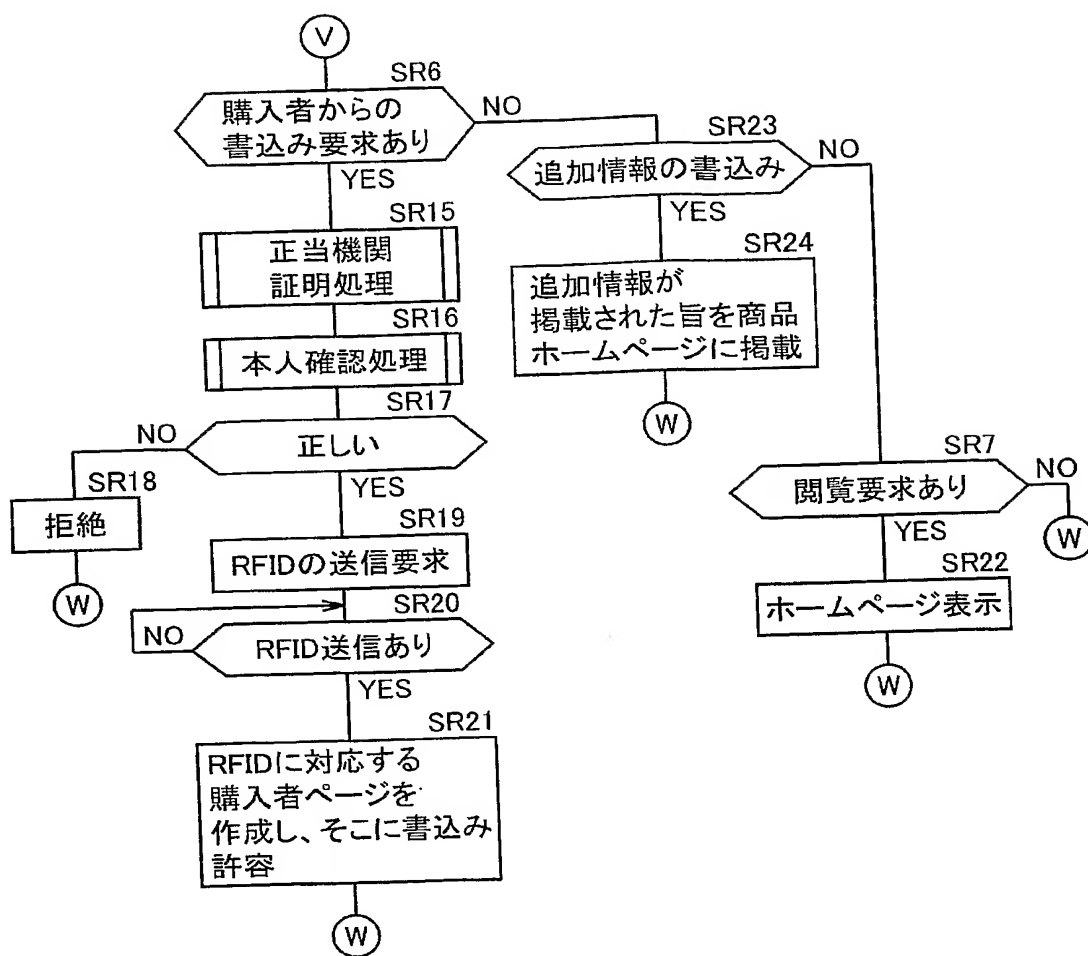 V
SR6
購入者からの
書込み要求あり
NO
YES
SR23
追加情報の書込み
NO
YES
SR15
正当機関
証明処理
SR24
追加情報が
掲載された旨を商品
ホームページに掲載
W
SR16
本人確認処理
SR17
正しい
NO
YES
SR18
拒絶
W
SR7
閲覧要求あり
NO
W
YES
SR19
RFIDの送信要求
SR22
ホームページ表示
W
SR20
RFID送信あり
NO
YES
SR21
RFIDに対応する
購入者ページを
作成し、そこに書込み
許容
W